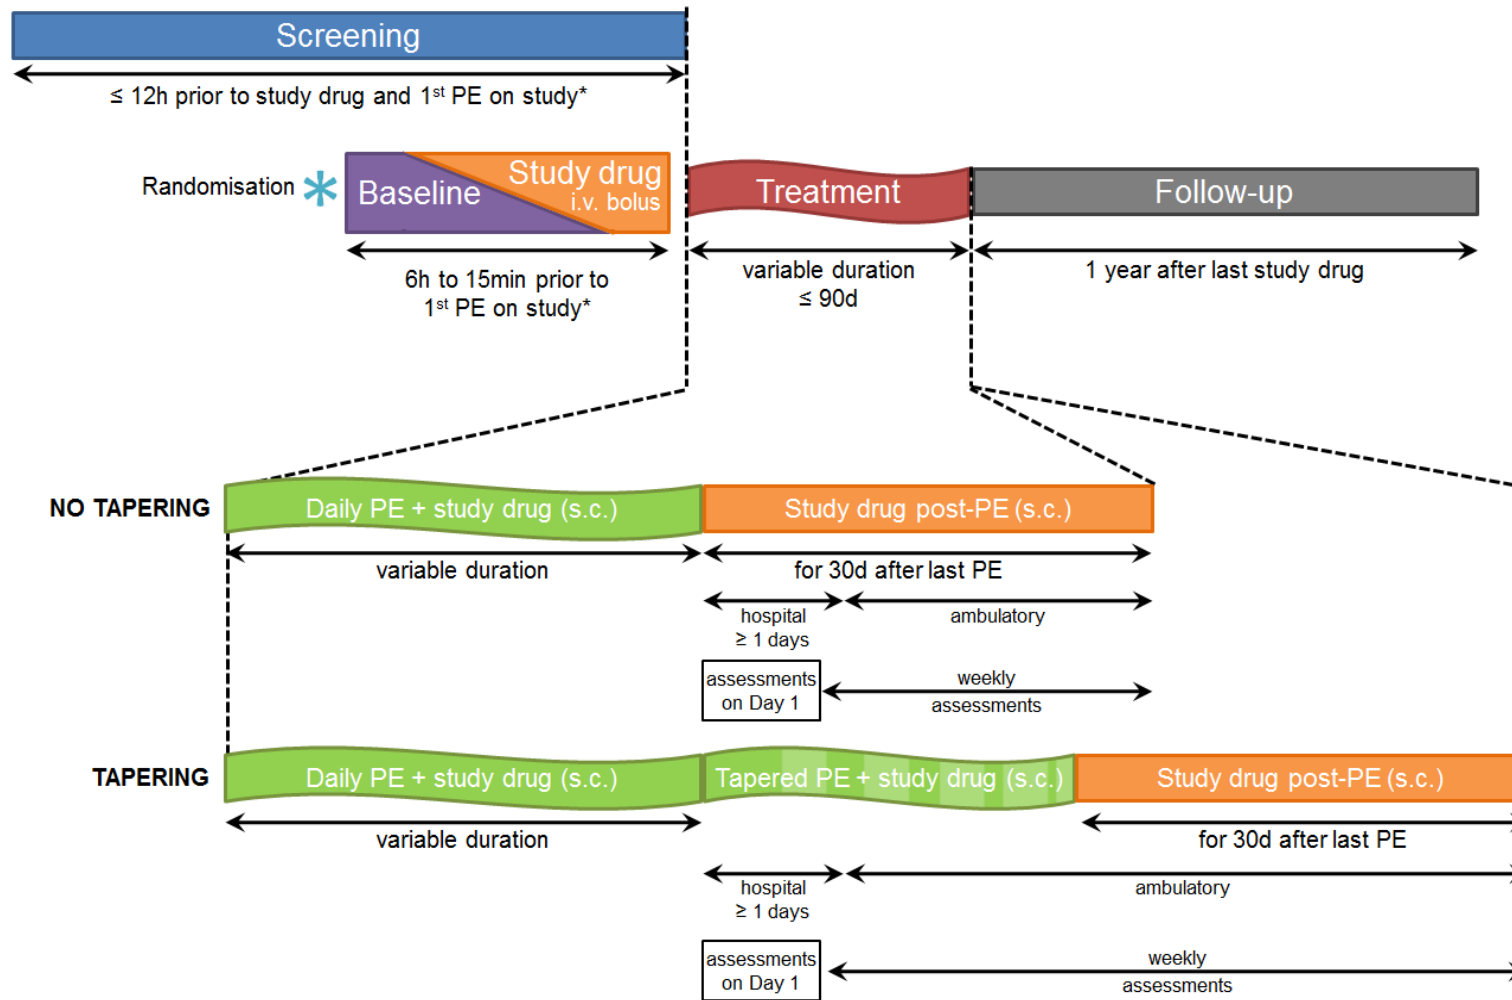 Screening
≤ 12h prior to study drug and 1st PE on study*
Randomisation *
Baseline
Study drug
i.v. bolus
6h to 15min prior to
1st PE on study*
Treatment
variable duration
≤ 90d
Follow-up
1 year after last study drug
NO TAPERING
Daily PE + study drug (s.c.)
Study drug post-PE (s.c.)
variable duration
for 30d after last PE
hospital
≥ 1 days
ambulatory
assessments
on Day 1
weekly
assessments
TAPERING
Daily PE + study drug (s.c.)
Tapered PE + study drug (s.c.)
Study drug post-PE (s.c.)
variable duration
for 30d after last PE
hospital
≥ 1 days
ambulatory
assessments
on Day 1
weekly
assessments